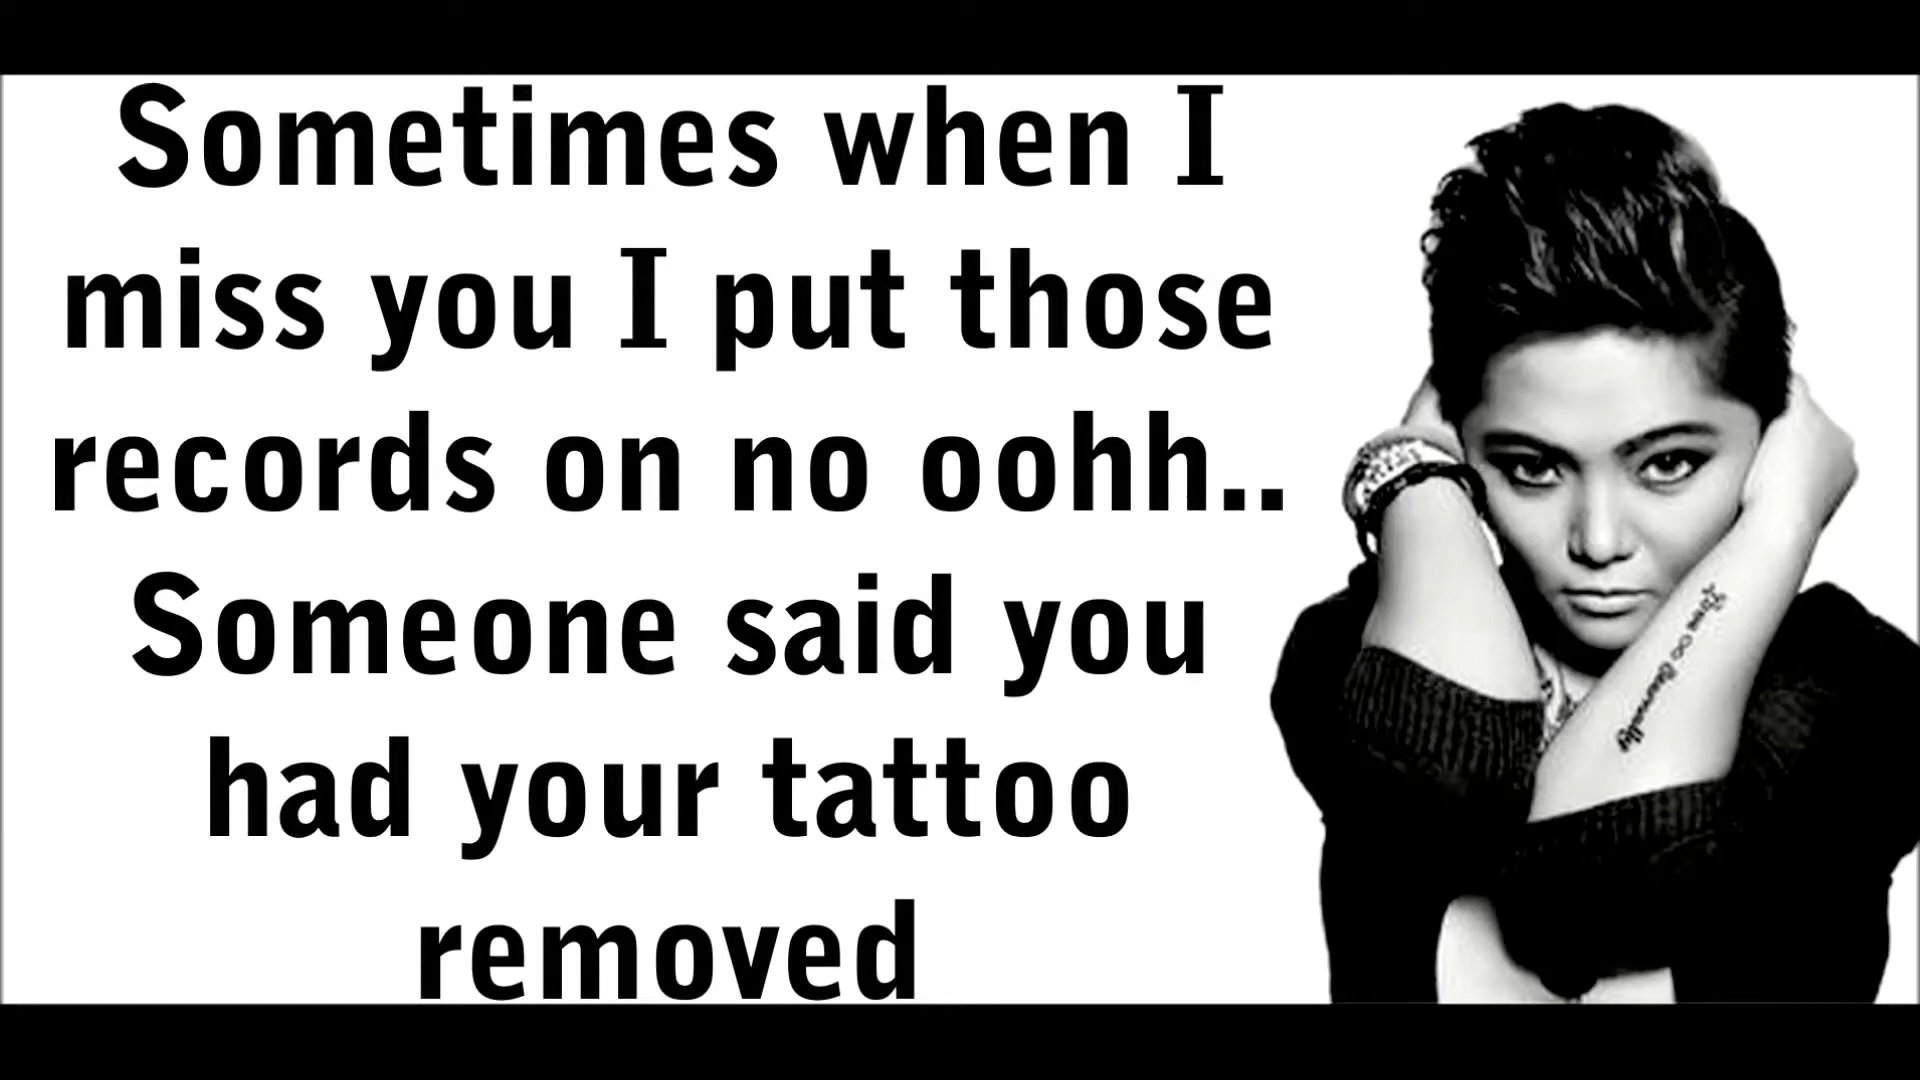 Sometimes when I
miss you I put those
records on no oohh..
Someone said you
had your tattoo
removed